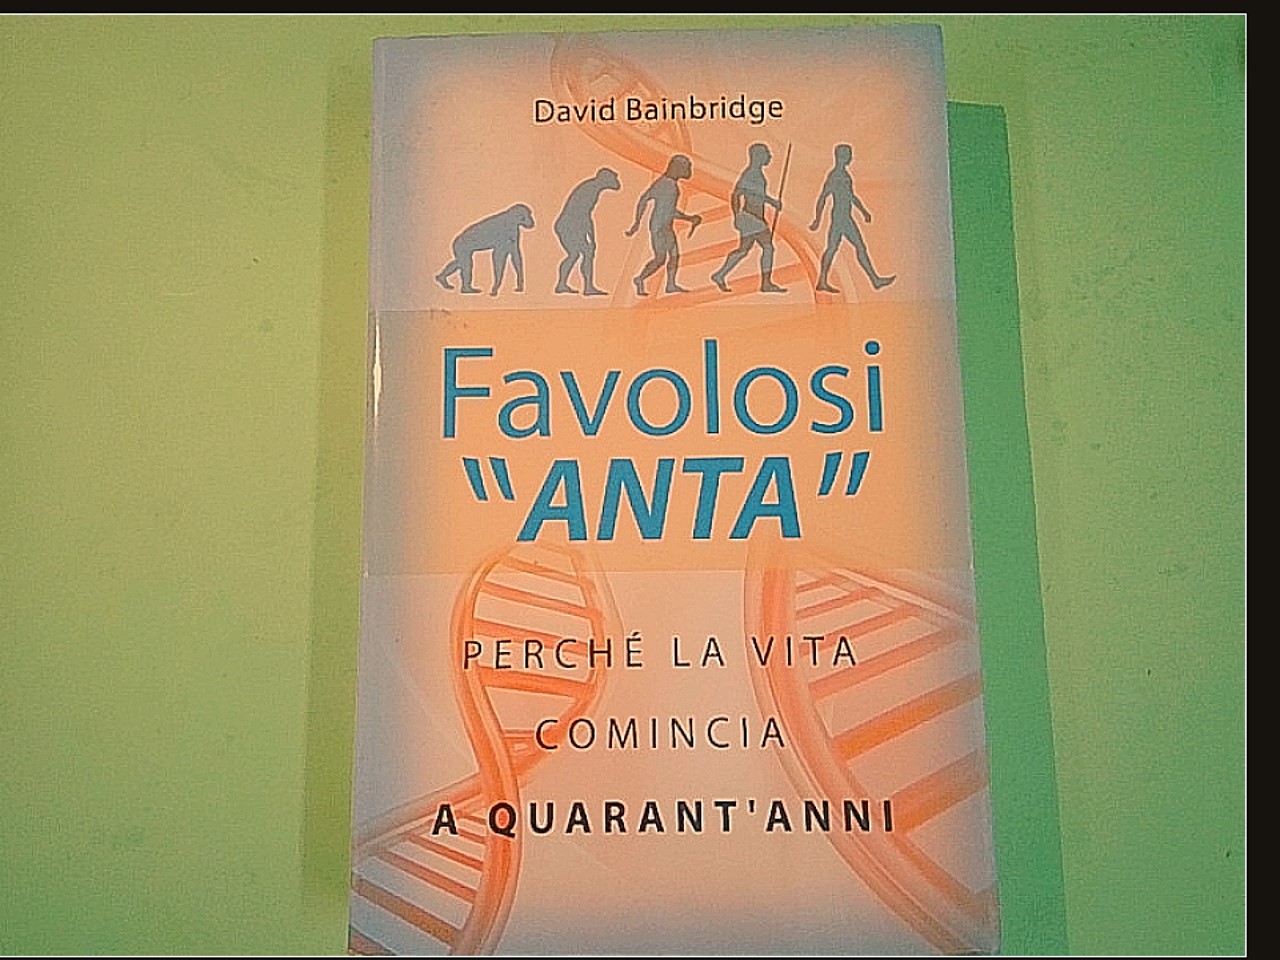 David Bainbridge
Favolosi
“ANTA”
PERCHÉ LA VITA
COMINCIA
A QUARANT'ANNI